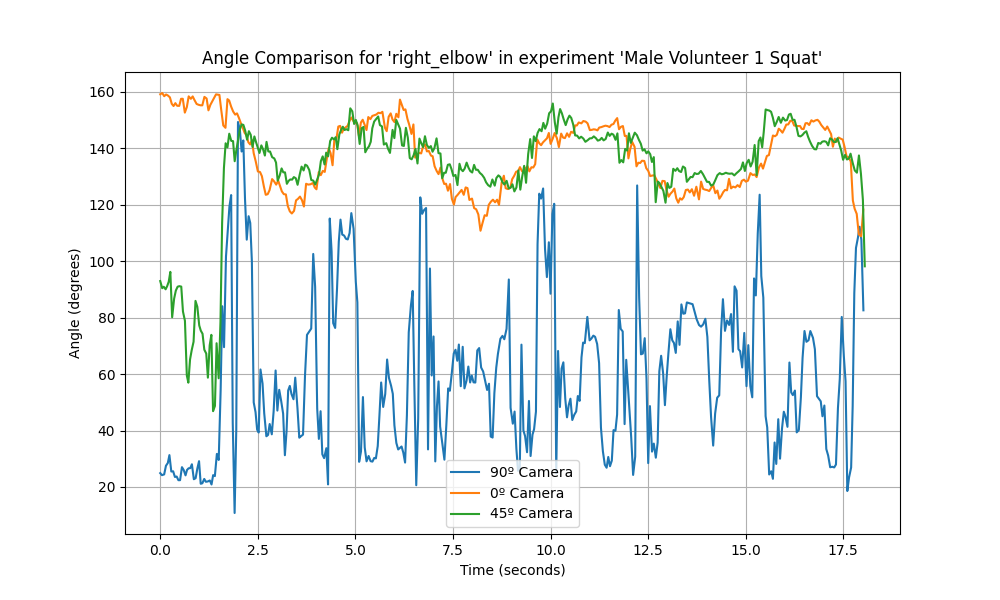 Angle Comparison for 'right_elbow' in experiment 'Male Volunteer 1 Squat'
Angle (degrees)
160
140
120
100
80
60
40
20
90º Camera
0º Camera
45º Camera
0.0 2.5 5.0 7.5 10.0 12.5 15.0 17.5
Time (seconds)